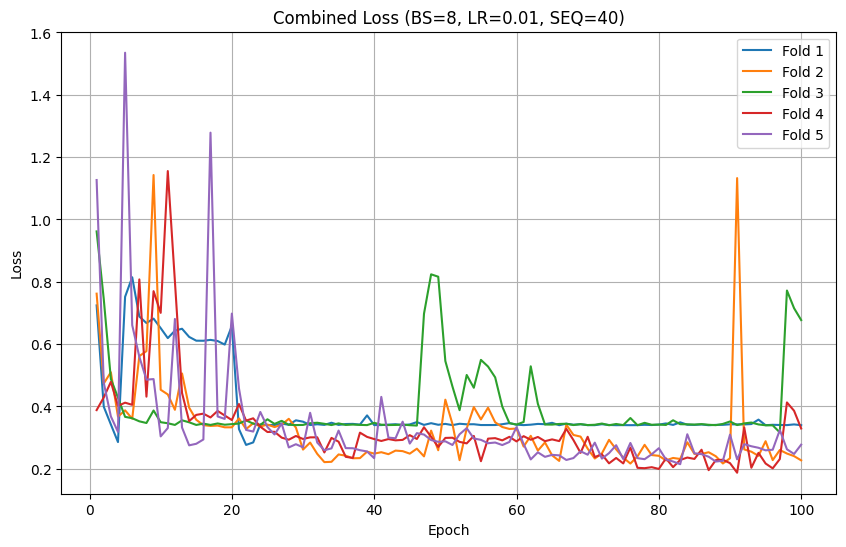 Combined Loss (BS=8, LR=0.01, SEQ=40)
1.6
1.4
1.2
1.0
0.8
0.6
0.4
0.2
Loss
0 20 40 60 80 100
Epoch
Fold 1
Fold 2
Fold 3
Fold 4
Fold 5